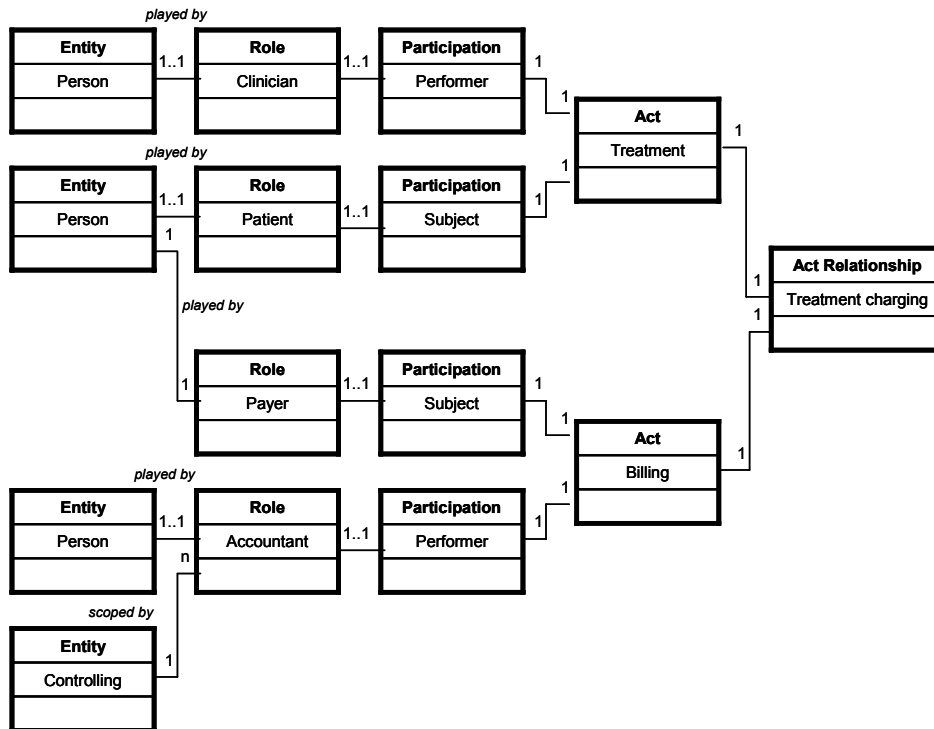 played by
Entity
Role
Participation
Person
1..1
Clinician
1..1
Performer
1
1
Act
1
Treatment
played by
1
Entity
Role
Participation
Person
1..1
Patient
1..1
Subject
1
1
Act Relationship
1
Treatment charging
played by
1
Role
Participation
1
Payer
1..1
Subject
1
1
Act
1
Billing
played by
1
Entity
Role
Participation
Person
1..1
Accountant
1..1
Performer
1
n
scoped by
Entity
1
Controlling